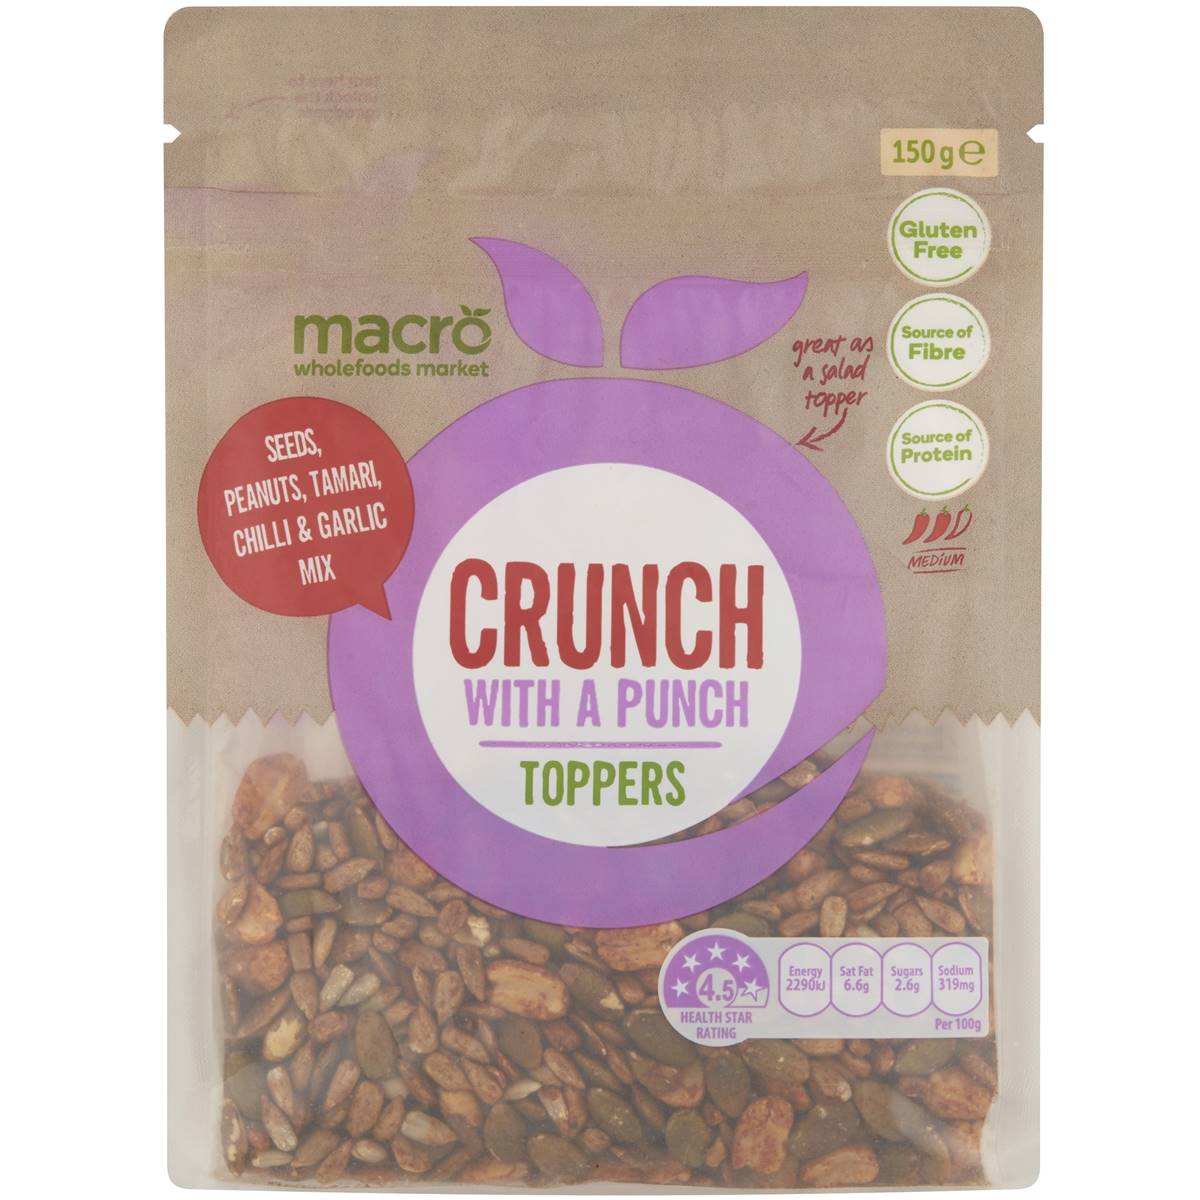 150g ℮
Gluten
Free
macro
wholefoods market
great as
a salad
topper
Source of
Fibre
Source of
Protein
SEEDS,
PEANUTS, TAMARI,
CHILLI & GARLIC
MIX
MEDIUM
CRUNCH
WITH A PUNCH
TOPPERS
4.5
HEALTH STAR
RATING
Energy
2290kJ
Sat Fat
6.6g
Sugars
2.6g
Sodium
319mg
Per 100g